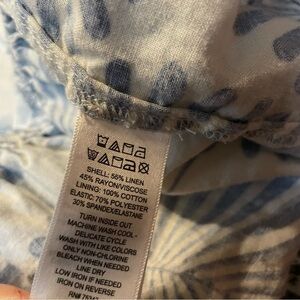 SHELL: 55% LINEN
45% RAYON/VISCOSE
LINING: 100% COTTON
ELASTIC: 70% POLYESTER
30% SPANDEX/ELASTANE
TURN INSIDE OUT
MACHINE WASH COOL -
DELICATE CYCLE
WASH WITH LIKE COLORS
ONLY NON-CHLORINE
BLEACH WHEN NEEDED
LINE DRY
LOW IRON IF NEEDED
IRON ON REVERSE
RN#